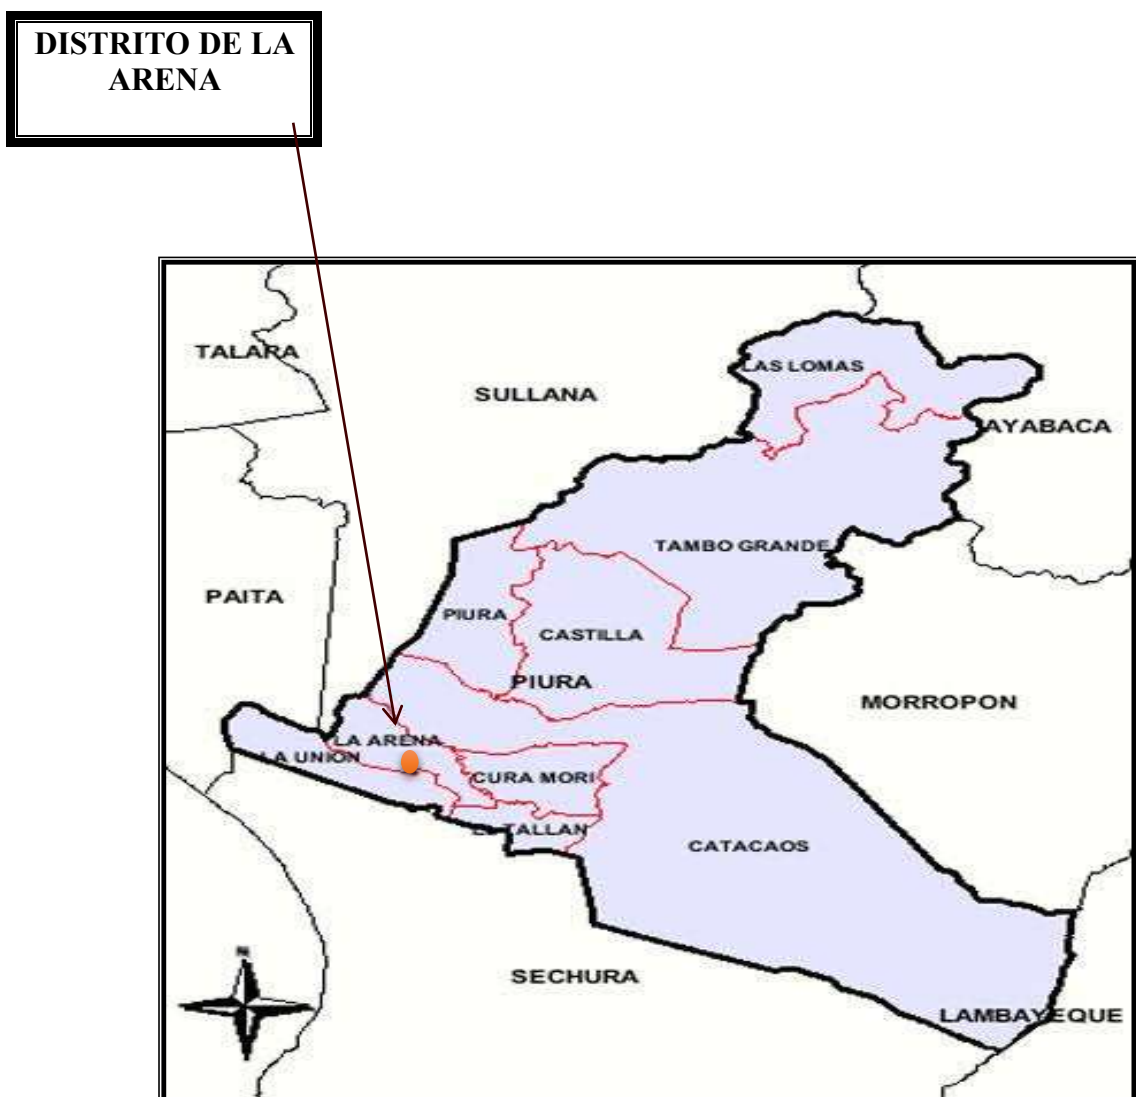 DISTRITO DE LA
ARENA
TALARA
LAS LOMAS
SULLANA
AYABACA
TAMBO GRANDE
PAITA
PIURA
CASTILLA
PIURA
MORROPON
LA ARENA
LA UNION
CURA MORI
EL TALLAN
CATACAOS
N
SECHURA
LAMBAYEQUE